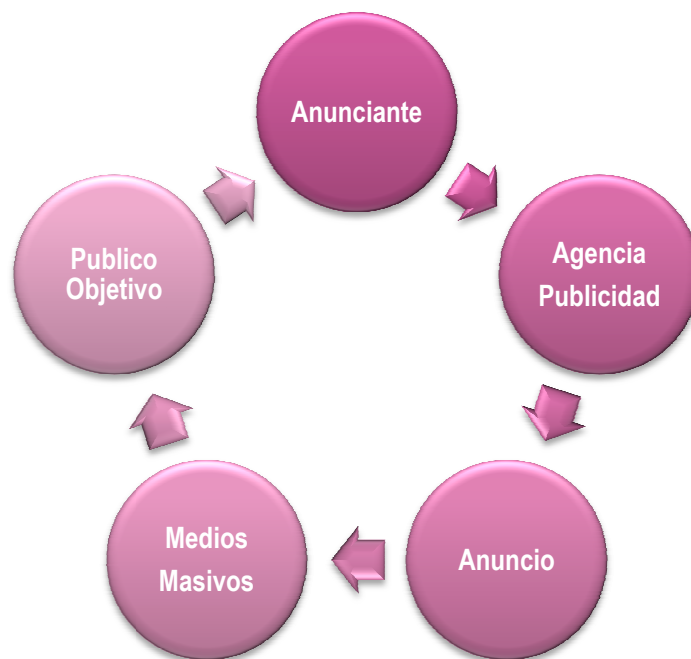 Anunciante
Agencia
Publicidad
Anuncio
Medios
Masivos
Publico
Objetivo